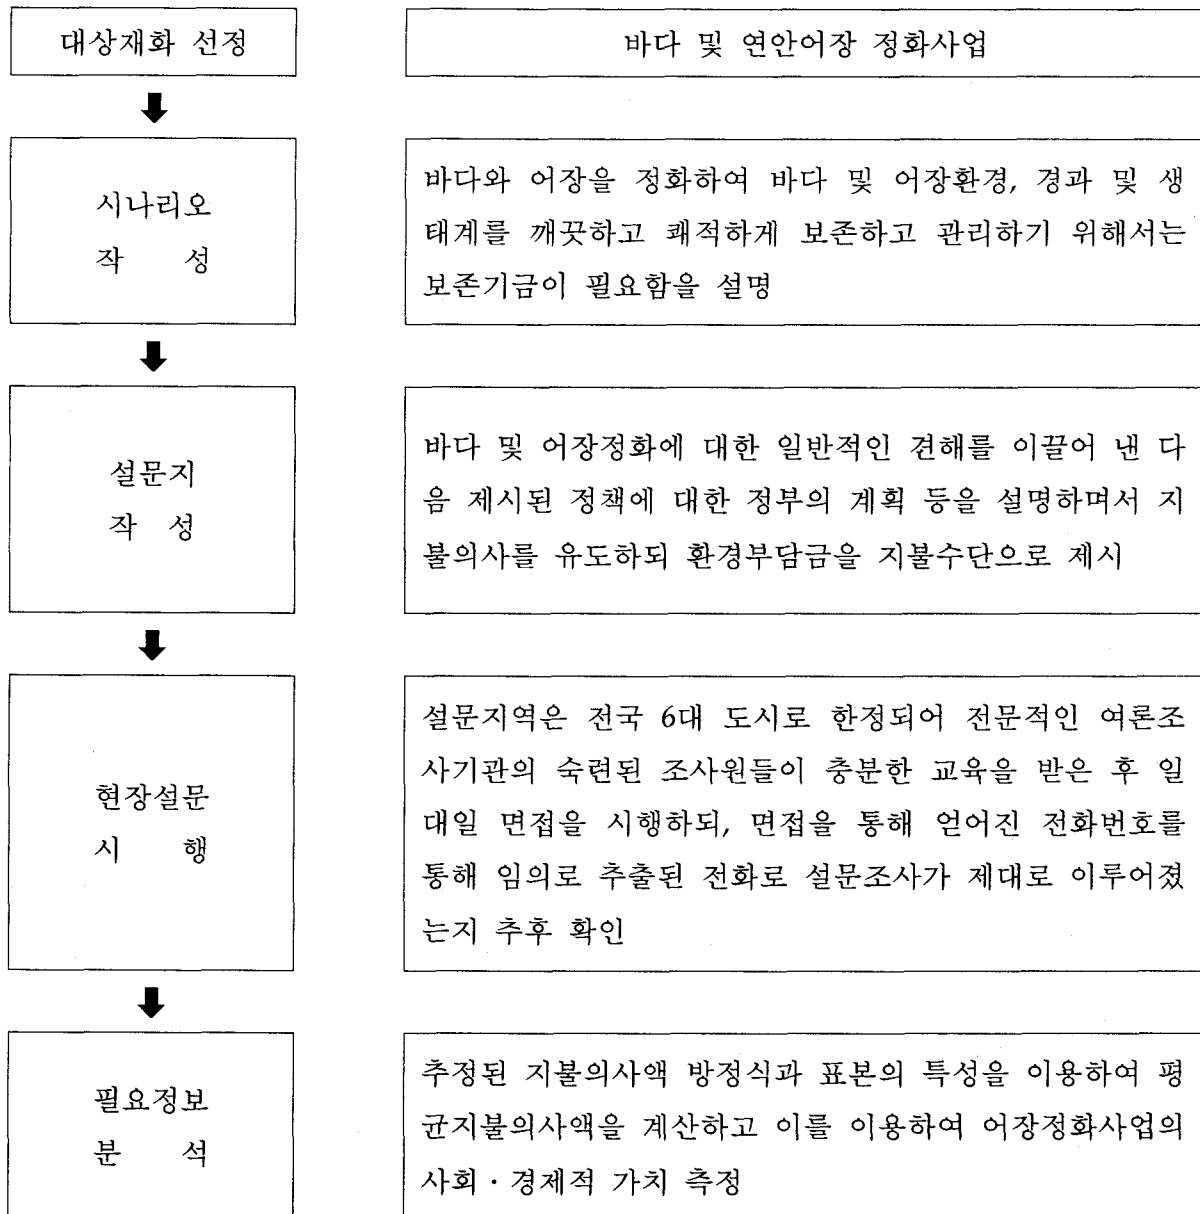 대상재화 선정
바다 및 연안어장 정화사업
시나리오
작 성
바다와 어장을 정화하여 바다 및 어장환경, 경과 및 생
태계를 깨끗하고 쾌적하게 보존하고 관리하기 위해서는
보존기금이 필요함을 설명
설문지
작 성
바다 및 어장정화에 대한 일반적인 견해를 이끌어 낸 다
음 제시된 정책에 대한 정부의 계획 등을 설명하며서 지
불의사를 유도하되 환경부담금을 지불수단으로 제시
현장설문
시 행
설문지역은 전국 6대 도시로 한정되어 전문적인 여론조
사기관의 숙련된 조사원들이 충분한 교육을 받은 후 일
대일 면접을 시행하되, 면접을 통해 얻어진 전화번호를
통해 임의로 추출된 전화로 설문조사가 제대로 이루어졌
는지 추후 확인
필요정보
분 석
추정된 지불의사액 방정식과 표본의 특성을 이용하여 평
균지불의사액을 계산하고 이를 이용하여 어장정화사업의
사회·경제적 가치 측정